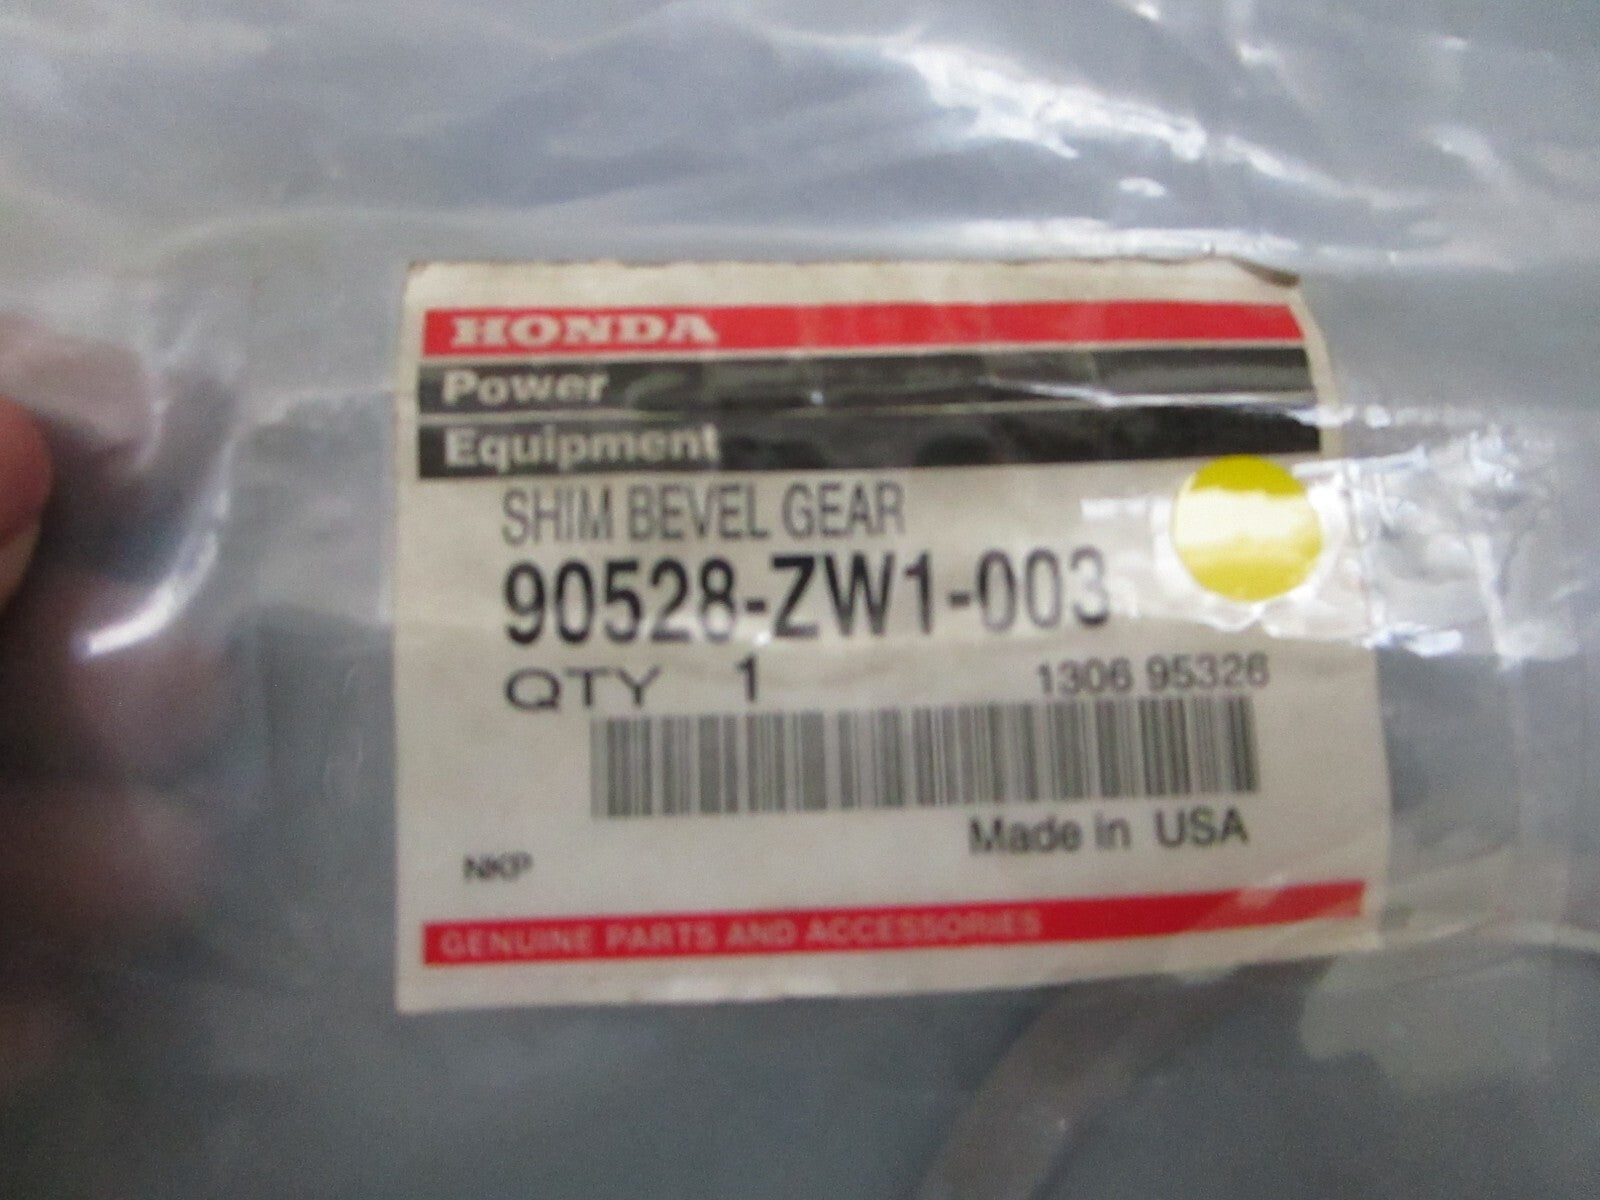 HONDA
Power
Equipment
SHIM BEVEL GEAR
90528-ZW1-003
QTY 1
1306 95326
Made in USA
NKP
GENUINE PARTS AND ACCESSORIES